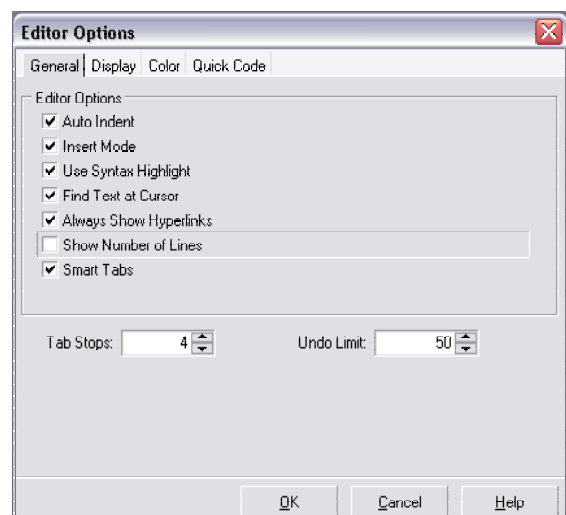 Editor Options
General Display Color Quick Code
Editor Options
Auto Indent
Insert Mode
Use Syntax Highlight
Find Text at Cursor
Always Show Hyperlinks
Show Number of Lines
Smart Tabs
Tab Stops: 4 Undo Limit: 50
OK Cancel Help